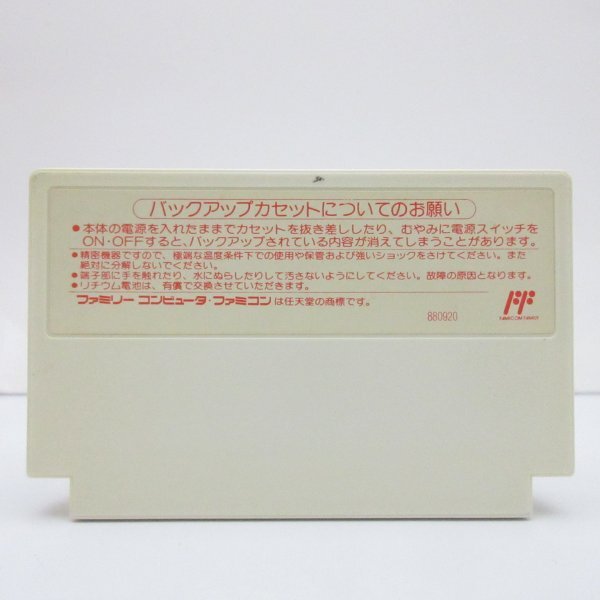 バックアップカセットについてのお願い
●本体の電源を入れたままでカセットを抜き差ししたり、むやみに電源スイッチを
ON・OFFすると、バックアップされている内容が消えてしまうことがあります。
●精密機器ですので、極端な温度条件下での使用や保管および強いショックをさけてください。また
絶対に分解しないでください。
●端子部に手を触れたり、水にぬらしたりして汚さないようにしてください。故障の原因となります。
●リチウム電池は、有償で交換させていただきます。
ファミリー コンピュータ・ファミコンは任天堂の商標です。
FAMICOM FAMILY
880920